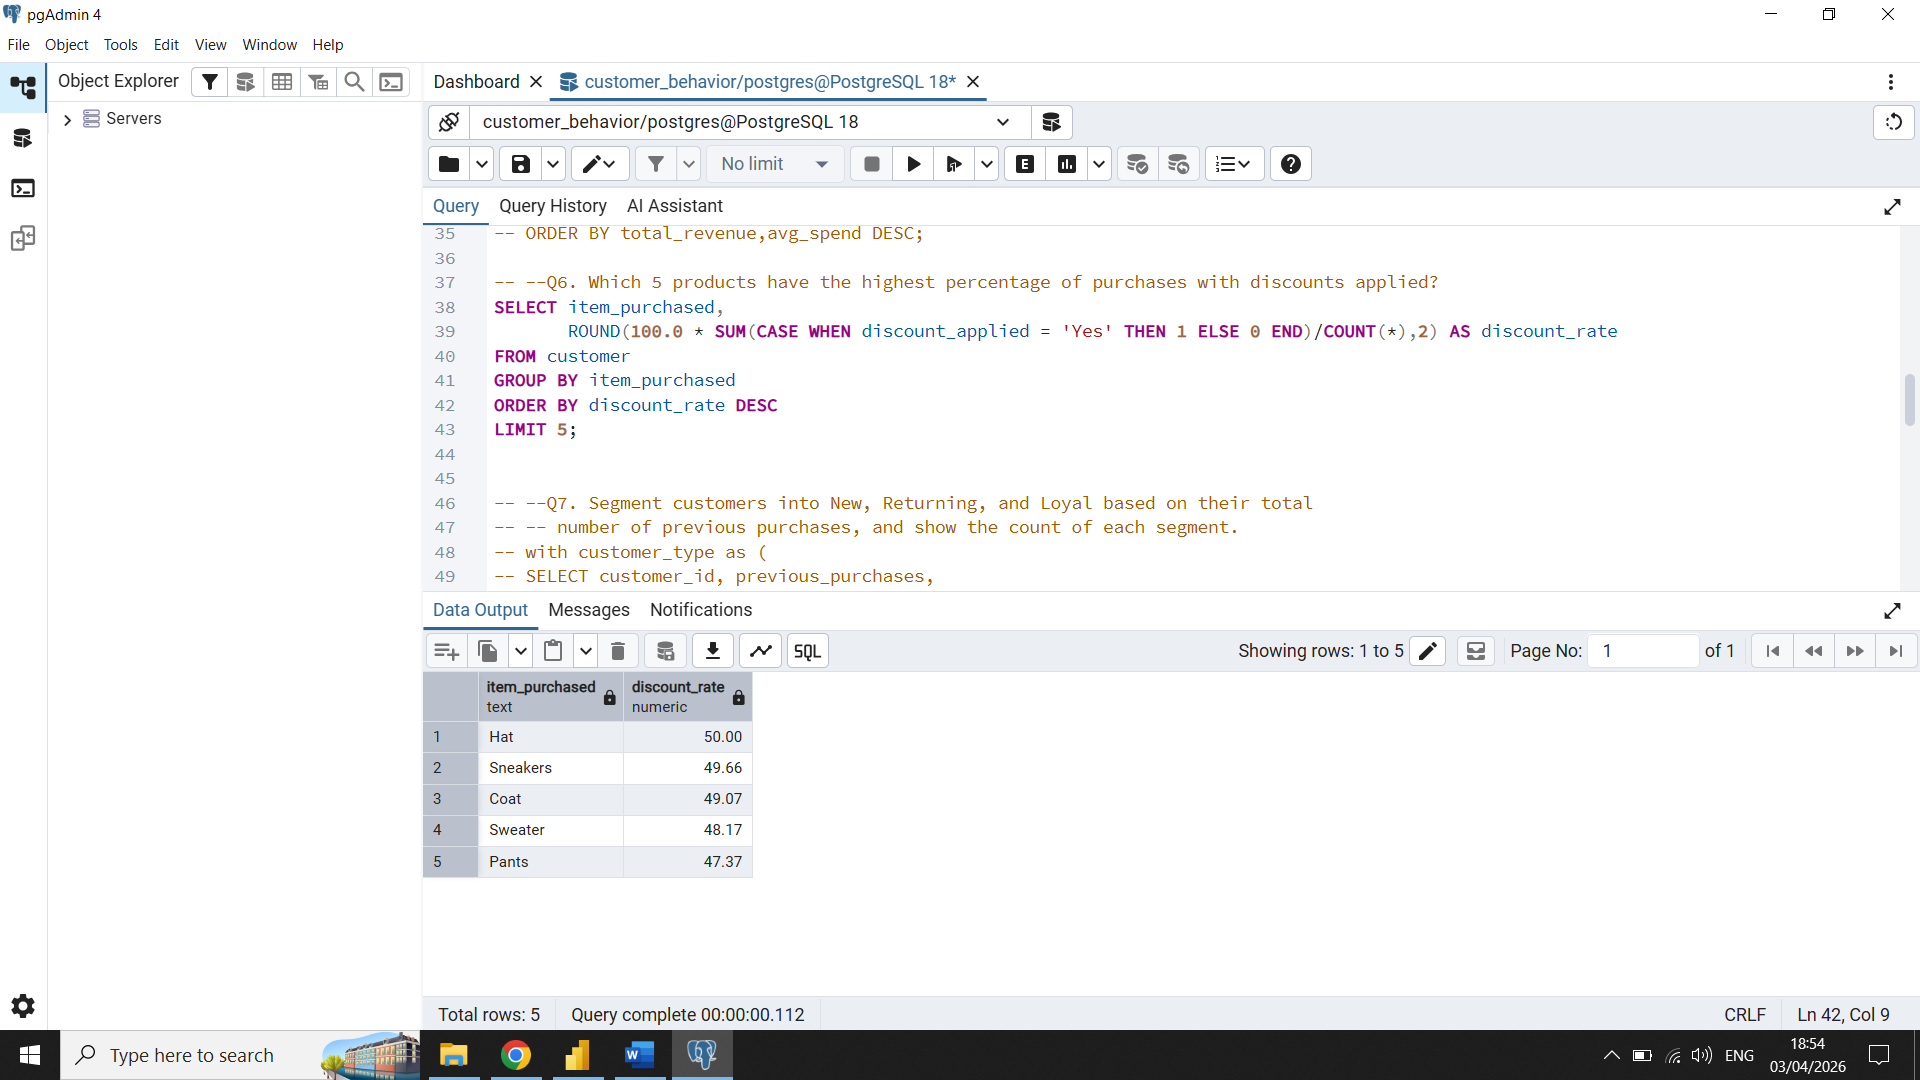 pgAdmin 4
File Object Tools Edit View Window Help
Object Explorer
Servers
Dashboard
customer_behavior/postgres@PostgreSQL 18*
customer_behavior/postgres@PostgreSQL 18
No limit
E
Query Query History AI Assistant
35 -- ORDER BY total_revenue,avg_spend DESC;
36
37 -- --Q6. Which 5 products have the highest percentage of purchases with discounts applied?
38 SELECT item_purchased,
39 ROUND(100.0 * SUM(CASE WHEN discount_applied = 'Yes' THEN 1 ELSE 0 END)/COUNT(*),2) AS discount_rate
40 FROM customer
41 GROUP BY item_purchased
42 ORDER BY discount_rate DESC
43 LIMIT 5;
44
45
46 -- --Q7. Segment customers into New, Returning, and Loyal based on their total
47 -- -- number of previous purchases, and show the count of each segment.
48 -- with customer_type as (
49 -- SELECT customer_id, previous_purchases,
Data Output Messages Notifications
SQL
Showing rows: 1 to 5
Page No: 1 of 1
item_purchased discount_rate
text numeric
1 Hat 50.00
2 Sneakers 49.66
3 Coat 49.07
4 Sweater 48.17
5 Pants 47.37
Total rows: 5 Query complete 00:00:00.112 CRLF Ln 42, Col 9
Type here to search
W
ENG
18:54
03/04/2026